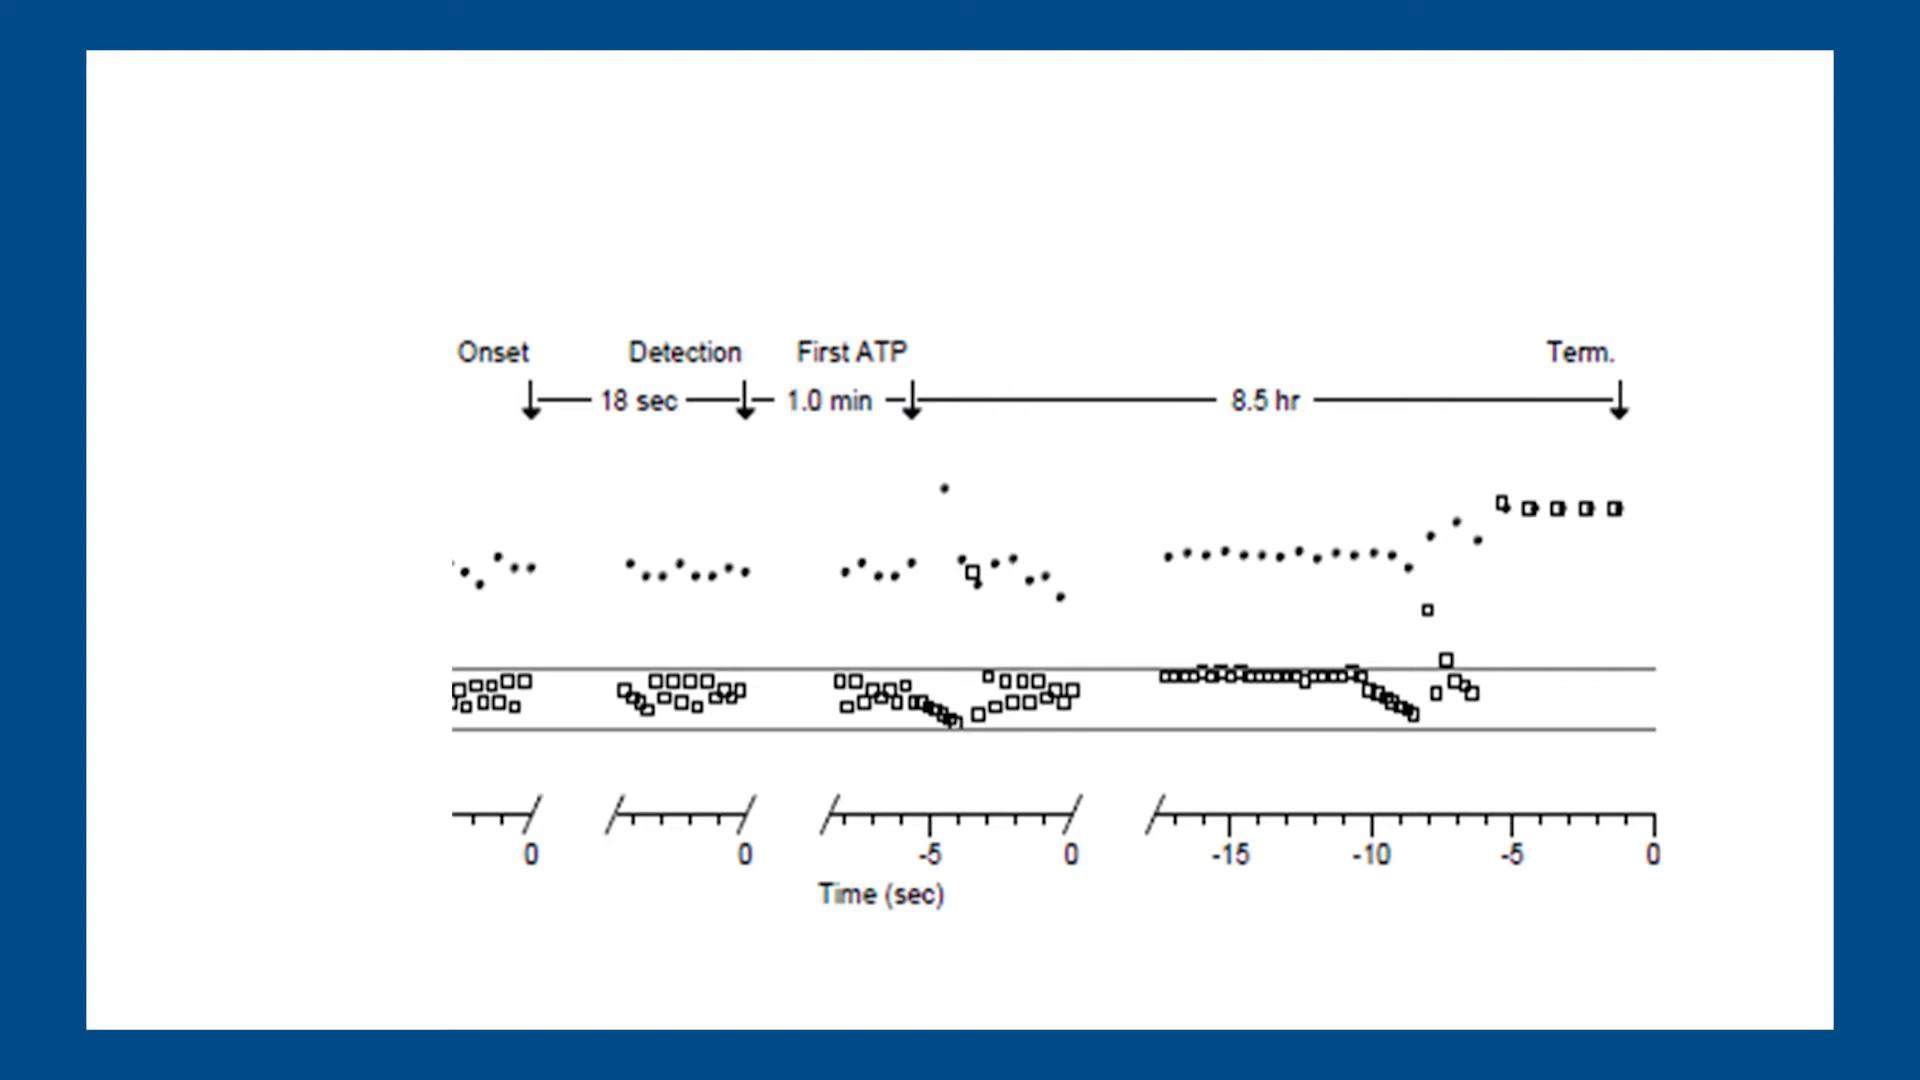 Onset Detection First ATP Term.
18 sec 1.0 min 8.5 hr
0 0 -5 0 -15 -10 -5 0
Time (sec)